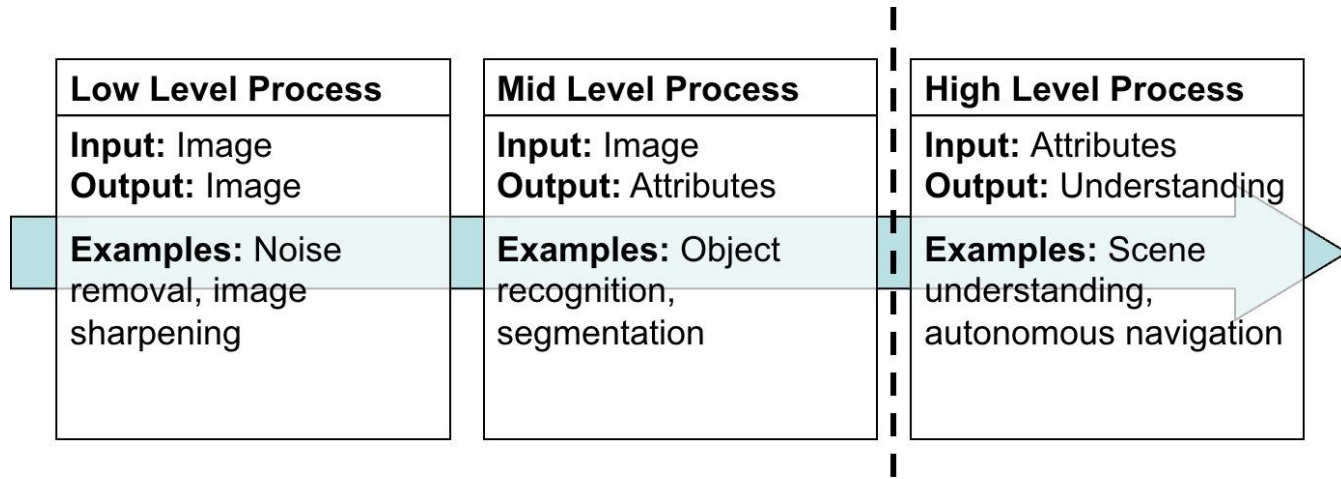 Low Level Process
Input: Image
Output: Image
Examples: Noise
removal, image
sharpening
Mid Level Process
Input: Image
Output: Attributes
Examples: Object
recognition,
segmentation
High Level Process
Input: Attributes
Output: Understanding
Examples: Scene
understanding,
autonomous navigation